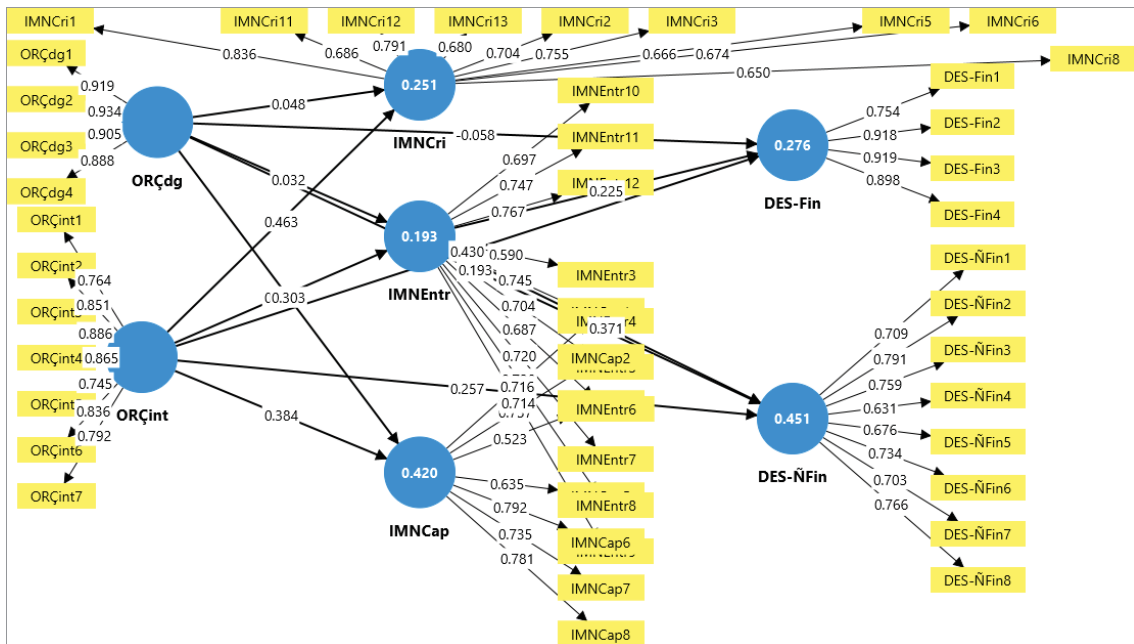 IMNCri1
IMNCri11
IMNCri12
IMNCri13
IMNCri2
IMNCri3
IMNCri5
IMNCri6
IMNCri8
0.836
0.686
0.791
0.680
0.704
0.755
0.666
0.674
0.650
ORÇdg1
ORÇdg2
ORÇdg3
ORÇdg4
0.919
0.934
0.905
0.888
ORÇdg
0.048
0.251
IMNCri
-0.058
0.032
0.463
ORÇint1
ORÇint2
ORÇint4
ORÇint6
ORÇint7
0.764
0.851
0.886
0.865
0.745
0.836
0.792
ORÇint
0.303
0.384
0.257
0.193
IMNEntr
IMNEntr10
IMNEntr11
IMNEntr3
IMNEntr6
IMNEntr7
IMNEntr8
0.697
0.747
0.767
0.225
0.430
0.590
0.193
0.745
0.704
0.687
0.720
0.371
0.420
IMNCap
IMNCap2
IMNCap6
IMNCap7
IMNCap8
0.716
0.714
0.523
0.635
0.792
0.735
0.781
0.276
DES-Fin
DES-Fin1
DES-Fin2
DES-Fin3
DES-Fin4
0.754
0.918
0.919
0.898
0.451
DES-ÑFin
DES-ÑFin1
DES-ÑFin2
DES-ÑFin3
DES-ÑFin4
DES-ÑFin5
DES-ÑFin6
DES-ÑFin7
DES-ÑFin8
0.709
0.791
0.759
0.631
0.676
0.734
0.703
0.766